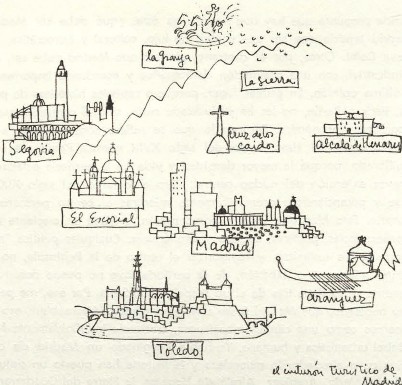 la granja
la sierra
Segovia
Cruz de los
caidos
alcalá de Henares
El Escorial
Madrid
aranjuez
Toledo
el cinturón turístico de
Madrid